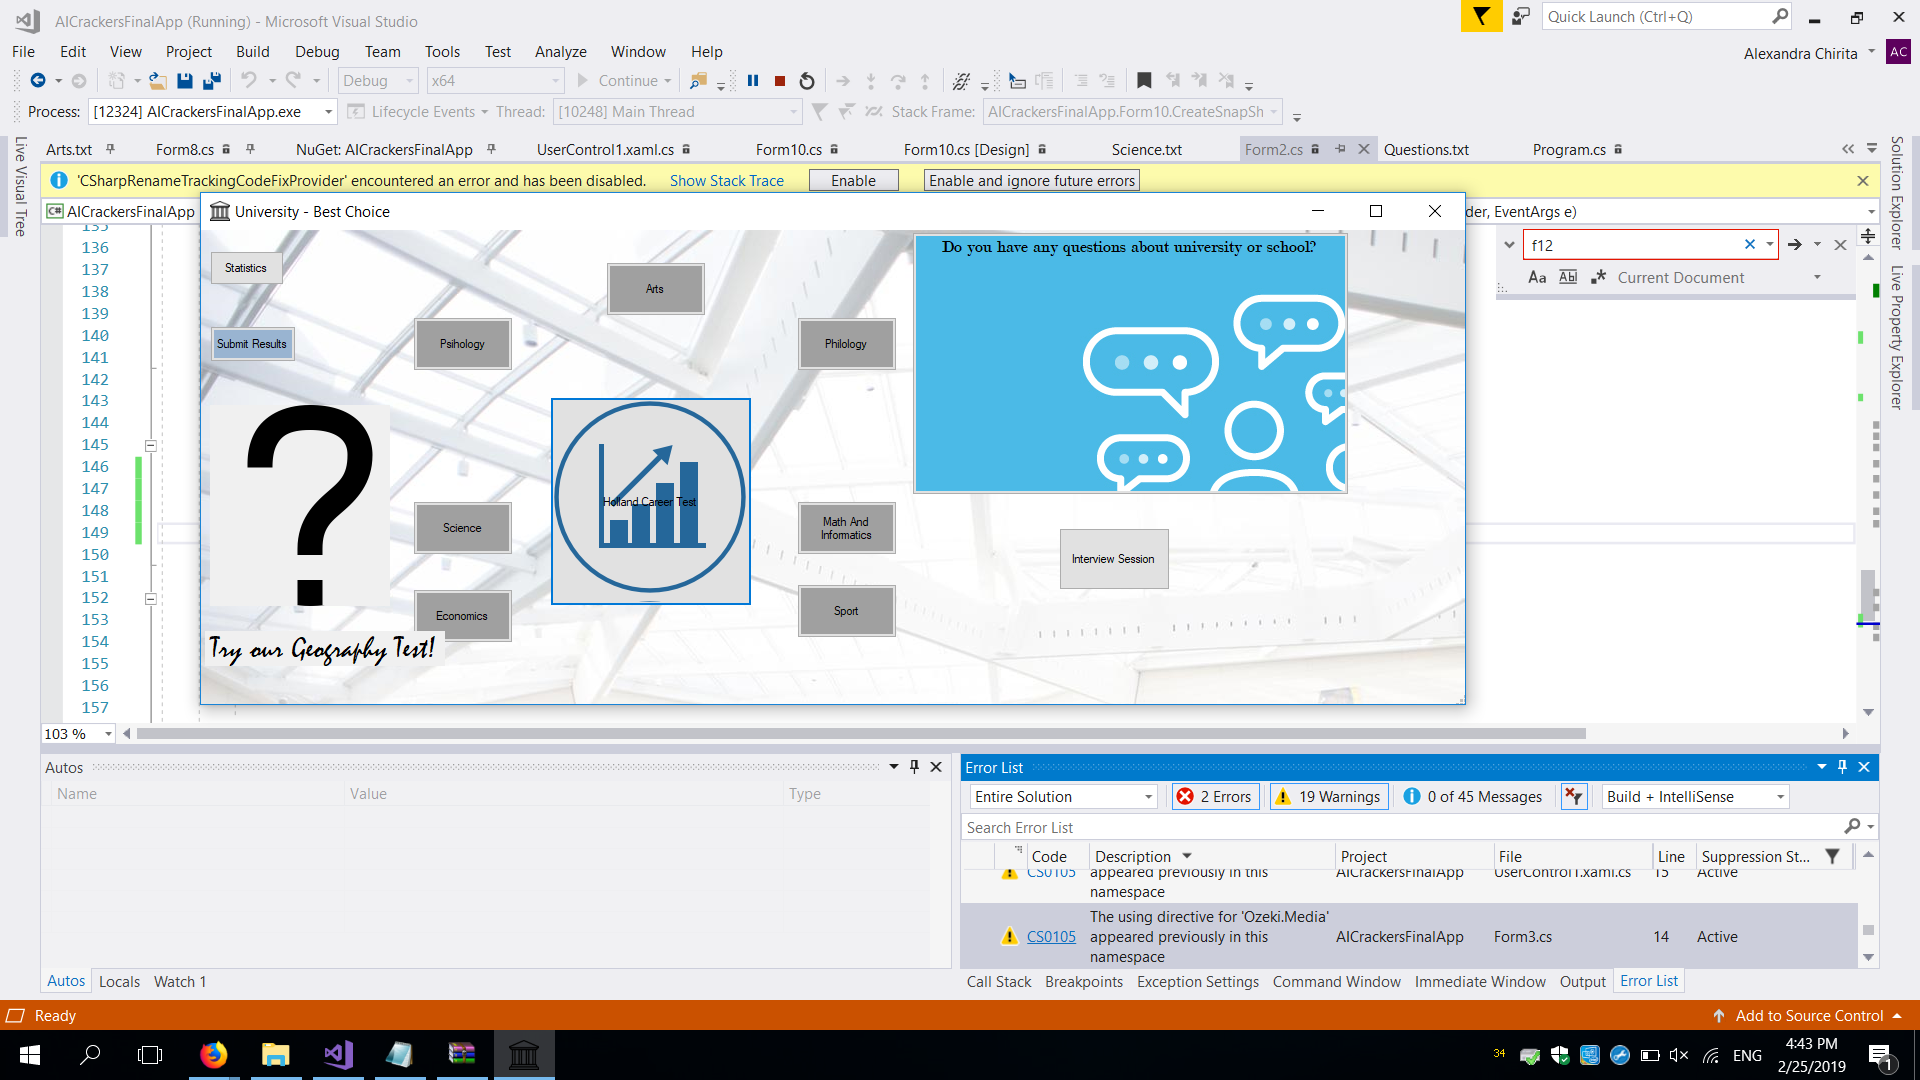 AICrackersFinalApp (Running) - Microsoft Visual Studio
Quick Launch (Ctrl+Q)
File Edit View Project Build Debug Team Tools Test Analyze Window Help
Alexandra Chirita AC
Debug x64 Continue
Process: [12324] AICrackersFinalApp.exe Lifecycle Events Thread: [10248] Main Thread Stack Frame: AICrackersFinalApp.Form10.CreateSnapSh
Live Visual Tree
Arts.txt Form8.cs NuGet: AICrackersFinalApp UserControl1.xaml.cs Form10.cs Form10.cs [Design] Science.txt Form2.cs Questions.txt Program.cs
Solution Explorer
Live Property Explorer
'CSharpRenameTrackingCodeFixProvider' encountered an error and has been disabled. Show Stack Trace Enable Enable and ignore future errors
C# AICrackersFinalApp
der, EventArgs e)
University - Best Choice
f12
Aa Abl Current Document
135
136
137
138
139
140
141
142
143
144
145
146
147
148
149
150
151
152
153
154
155
156
157
Statistics
Submit Results
Arts
Psihology
Philology
Do you have any questions about university or school?
?
Holland Career Test
Science
Math And
Informatics
Interview Session
Economics
Sport
Try our Geography Test!
103 %
Autos
Name Value Type
Autos Locals Watch 1
Error List
Entire Solution 2 Errors 19 Warnings 0 of 45 Messages Build + IntelliSense
Search Error List
Code Description Project File Line Suppression St...
CS0105 appeared previously in this AICrackersFinalApp UserControl1.xaml.cs 15 Active
namespace
The using directive for 'Ozeki.Media'
CS0105 appeared previously in this AICrackersFinalApp Form3.cs 14 Active
namespace
Call Stack Breakpoints Exception Settings Command Window Immediate Window Output Error List
Ready
Add to Source Control
34 ENG 4:43 PM
2/25/2019
1